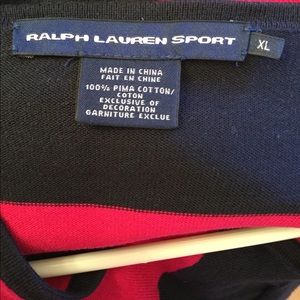 RALPH LAUREN SPORT
XL
MADE IN CHINA
FAIT EN CHINE
100% PIMA COTTON/
COTON
EXCLUSIVE OF
DECORATION
GARNITURE EXCLUE